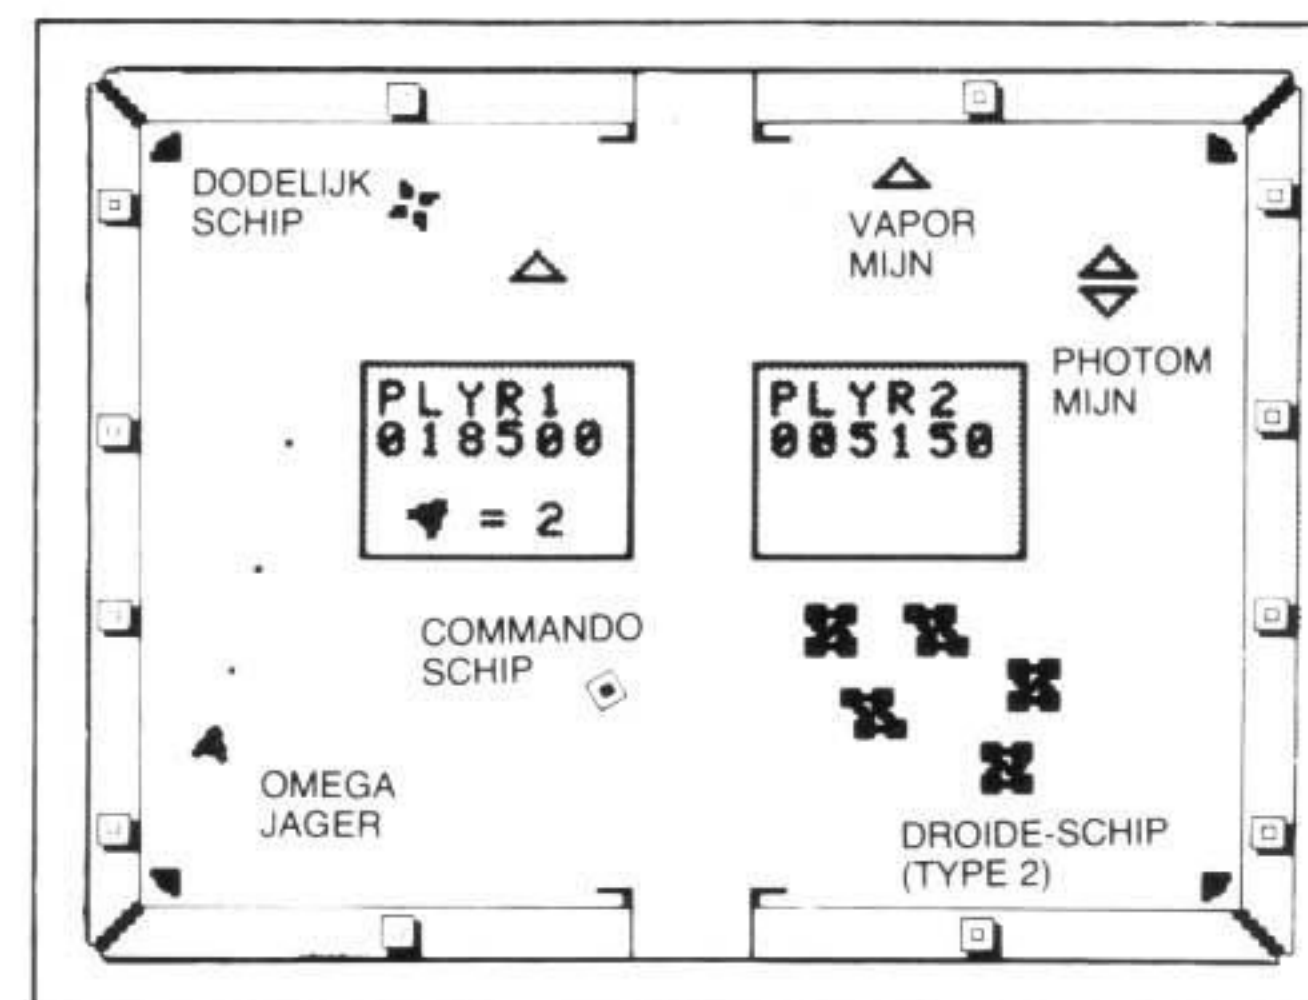 DODELIJK
SCHIP
VAPOR
MIJN
PHOTOM
MIJN
PLYR1
018500
= 2
PLYR2
005150
COMMANDO
SCHIP
OMEGA
JAGER
DROIDE-SCHIP
(TYPE 2)